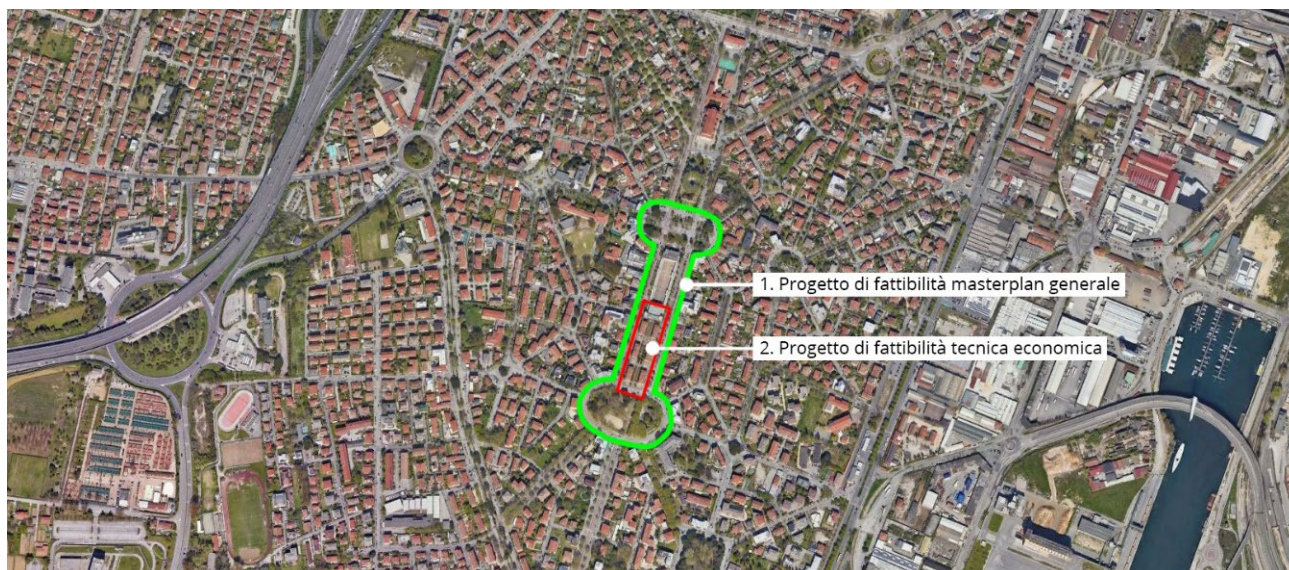 1. Progetto di fattibilità masterplan generale
2. Progetto di fattibilità tecnica economica